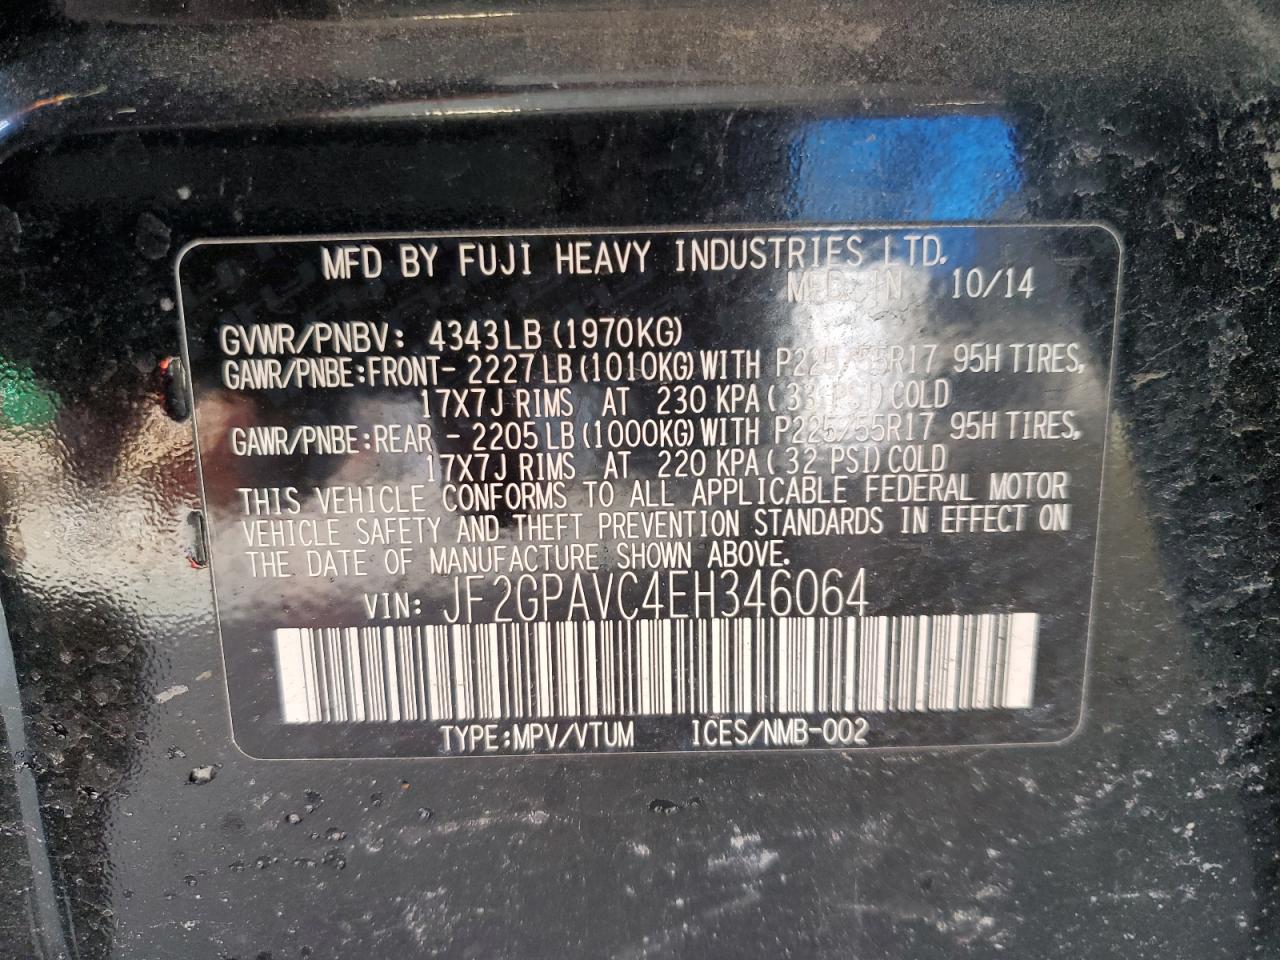 MFD BY FUJI HEAVY INDUSTRIES LTD.
MFD IN 10/14
GVWR/PNBV: 4343LB(1970KG)
GAWR/PNBE:FRONT- 2227LB(1010KG)WITH P225/55R17 95H TIRES,
17X7J RIMS AT 230 KPA(33 PSI)COLD
GAWR/PNBE:REAR - 2205LB(1000KG)WITH P225/55R17 95H TIRES,
17X7J RIMS AT 220 KPA(32 PSI)COLD
THIS VEHICLE CONFORMS TO ALL APPLICABLE FEDERAL MOTOR
VEHICLE SAFETY AND THEFT PREVENTION STANDARDS IN EFFECT ON
THE DATE OF MANUFACTURE SHOWN ABOVE.
VIN: JF2GPAVC4EH346064
TYPE:MPV/VTUM ICES/NMB-002